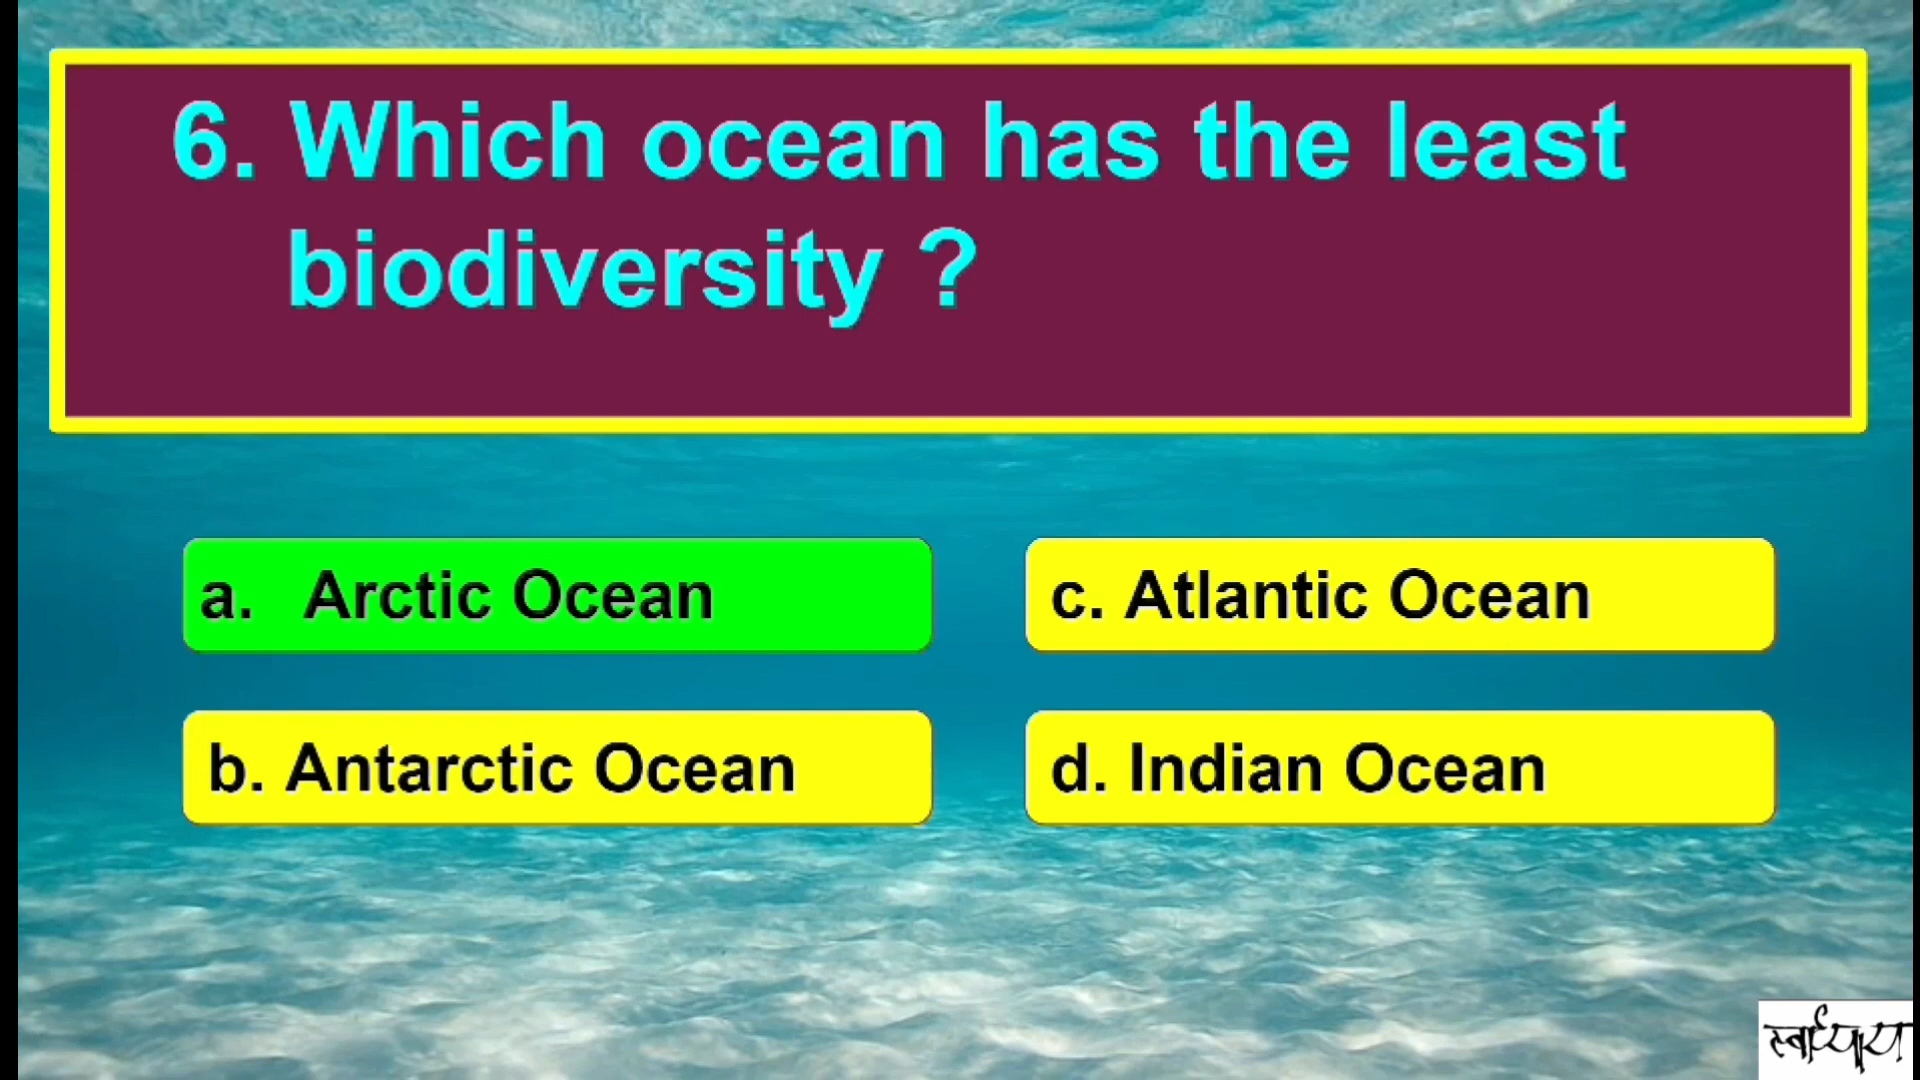 6. Which ocean has the least
biodiversity ?
a. Arctic Ocean
c. Atlantic Ocean
b. Antarctic Ocean
d. Indian Ocean
स्वाध्याय